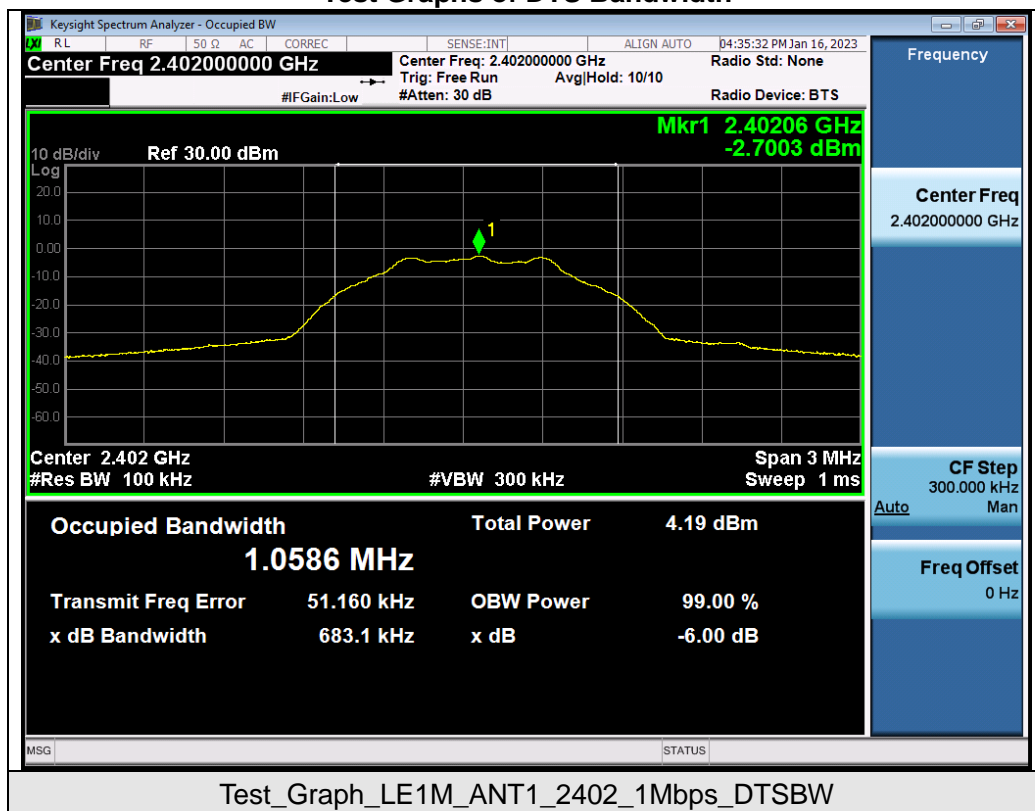 Test Graphs of DTS Bandwidth
Keysight Spectrum Analyzer - Occupied BW
LXI RL RF 50 Ω AC CORREC SENSE:INT ALIGN AUTO 04:35:32 PM Jan 16, 2023
Center Freq 2.402000000 GHz
Center Freq: 2.402000000 GHz
Radio Std: None
Trig: Free Run Avg|Hold: 10/10
#IFGain:Low
#Atten: 30 dB
Radio Device: BTS
Mkr1 2.40206 GHz
-2.7003 dBm
10 dB/div Ref 30.00 dBm
Log
20.0
10.0
0.00
-10.0
-20.0
-30.0
-40.0
-50.0
-60.0
1
Center 2.402 GHz
Span 3 MHz
#Res BW 100 kHz
#VBW 300 kHz
Sweep 1 ms
Occupied Bandwidth
1.0586 MHz
Total Power 4.19 dBm
Transmit Freq Error 51.160 kHz
OBW Power 99.00 %
x dB Bandwidth 683.1 kHz
x dB -6.00 dB
Frequency
Center Freq
2.402000000 GHz
CF Step
300.000 kHz
Auto Man
Freq Offset
0 Hz
MSG
STATUS
Test_Graph_LE1M_ANT1_2402_1Mbps_DTSBW